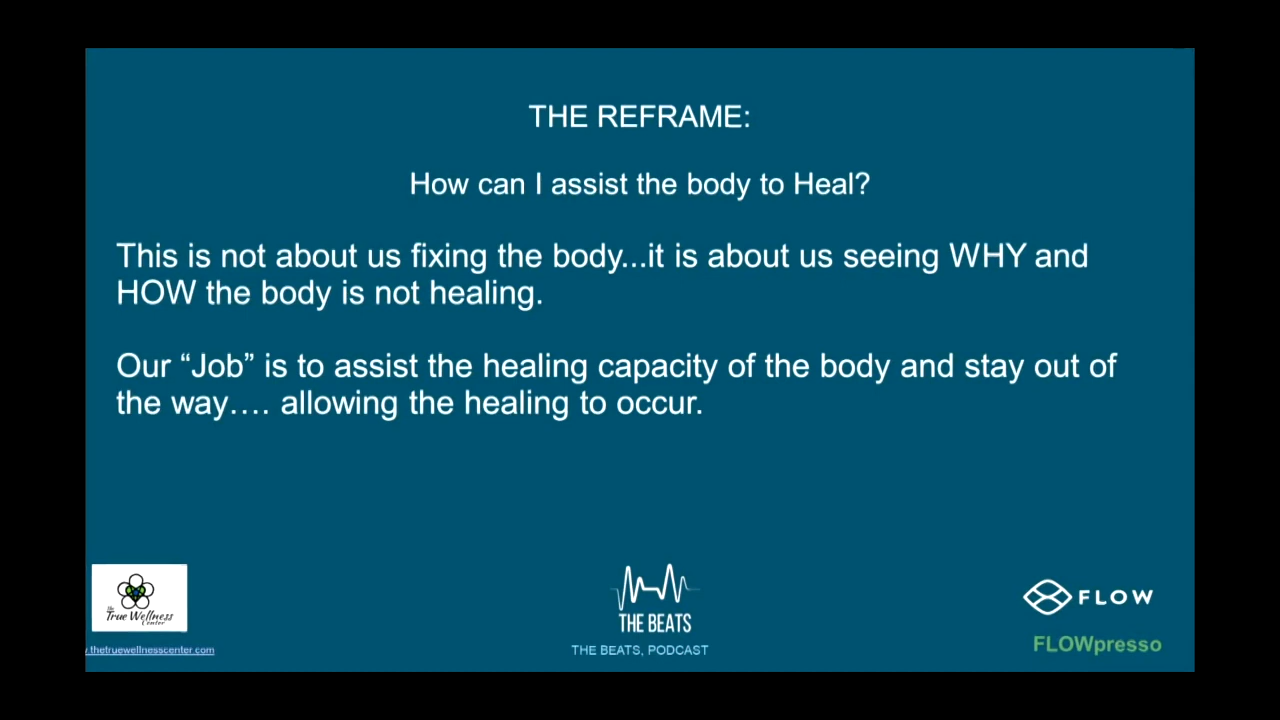 THE REFRAME:
How can I assist the body to Heal?
This is not about us fixing the body...it is about us seeing WHY and
HOW the body is not healing.
Our “Job” is to assist the healing capacity of the body and stay out of
the way…. allowing the healing to occur.
the
True Wellness
Center
.thetruewellnesscenter.com
THE BEATS
THE BEATS, PODCAST
FLOW
FLOWpresso